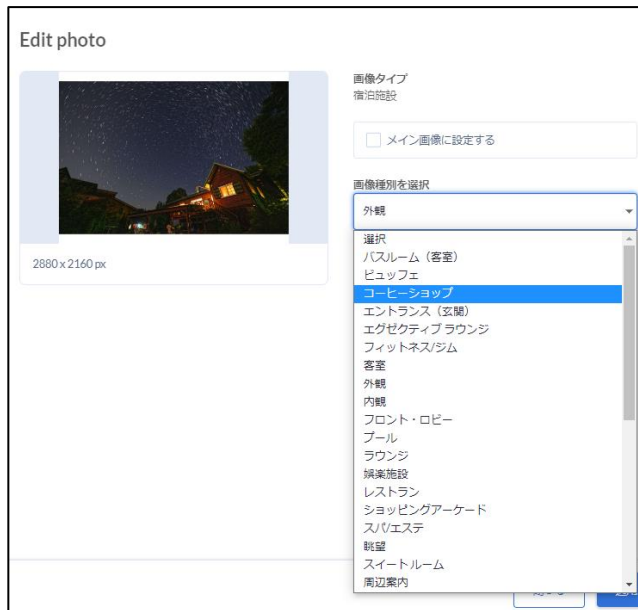 Edit photo
画像タイプ
宿泊施設
メイン画像に設定する
画像種別を選択
外観
2880 x 2160 px
選択
バスルーム（客室）
ビュッフェ
コーヒーショップ
エントランス（玄関）
エグゼクティブ ラウンジ
フィットネス/ジム
客室
外観
内観
フロント・ロビー
プール
ラウンジ
娯楽施設
レストラン
ショッピングアーケード
スパ/エステ
眺望
スイートルーム
周辺案内